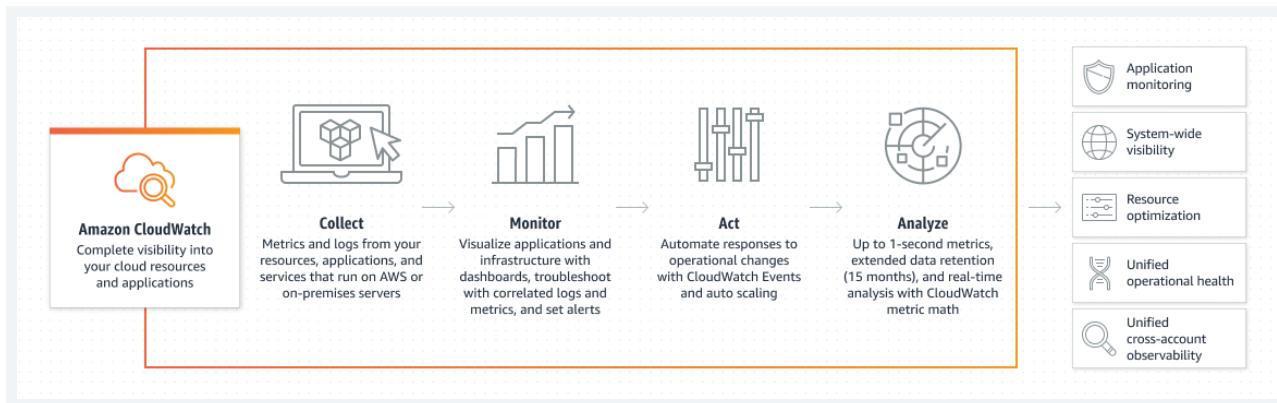 Amazon CloudWatch
Complete visibility into
your cloud resources
and applications
Collect
Metrics and logs from your
resources, applications, and
services that run on AWS or
on-premises servers
Monitor
Visualize applications and
infrastructure with
dashboards, troubleshoot
with correlated logs and
metrics, and set alerts
Act
Automate responses to
operational changes
with CloudWatch Events
and auto scaling
Analyze
Up to 1-second metrics,
extended data retention
(15 months), and real-time
analysis with CloudWatch
metric math
Application
monitoring
System-wide
visibility
Resource
optimization
Unified
operational health
Unified
cross-account
observability